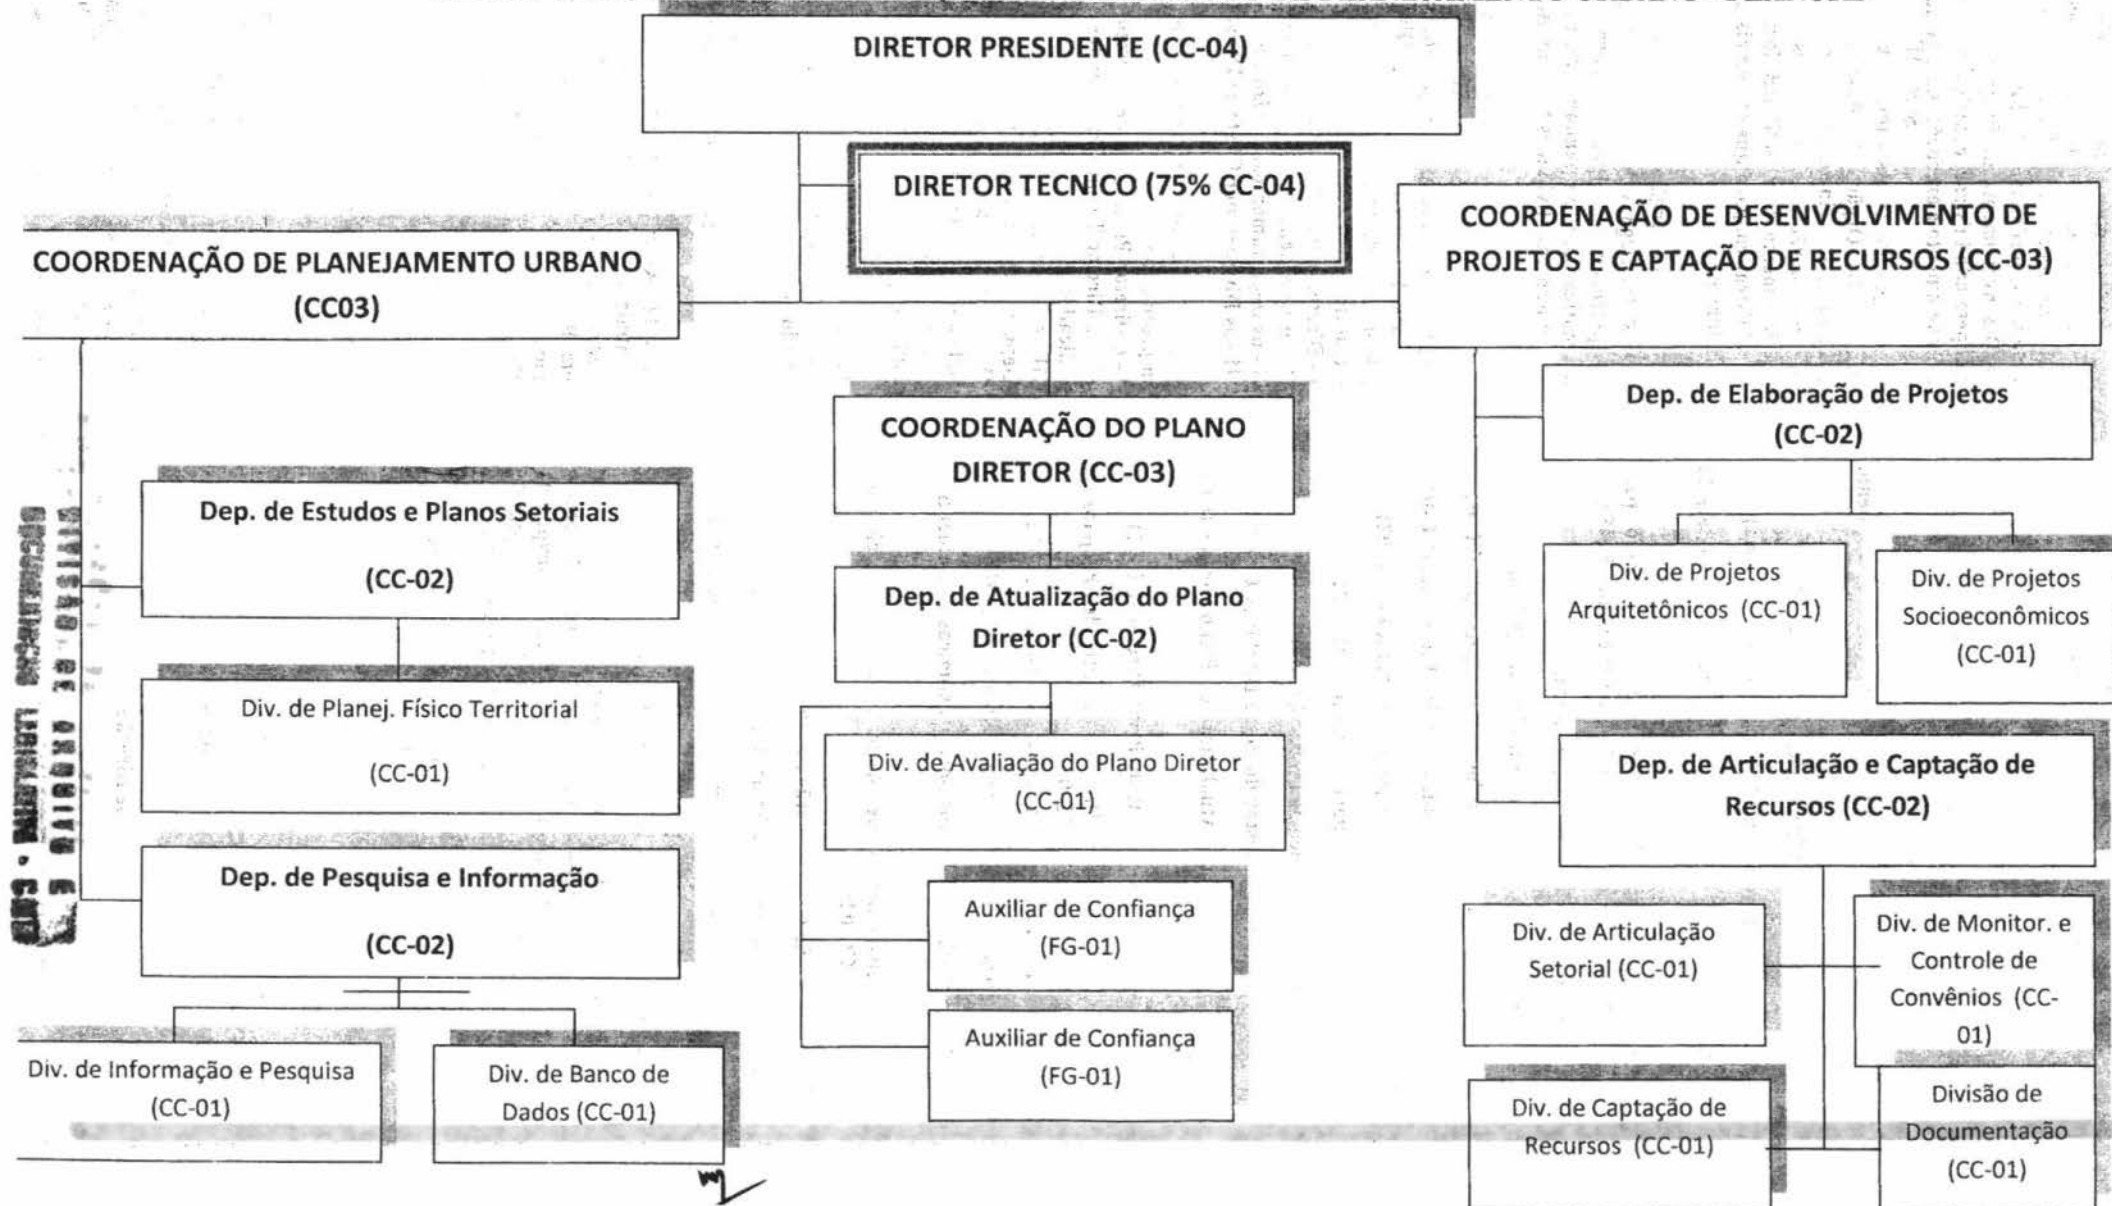 DIRETOR PRESIDENTE (CC-04)
DIRETOR TECNICO (75% CC-04)
COORDENAÇÃO DE PLANEJAMENTO URBANO
(CC03)
COORDENAÇÃO DE DESENVOLVIMENTO DE
PROJETOS E CAPTAÇÃO DE RECURSOS (CC-03)
COORDENAÇÃO DO PLANO
DIRETOR (CC-03)
Dep. de Estudos e Planos Setoriais
(CC-02)
Div. de Planej. Físico Territorial
(CC-01)
Dep. de Pesquisa e Informação
(CC-02)
Div. de Informação e Pesquisa
(CC-01)
Div. de Banco de
Dados (CC-01)
Dep. de Atualização do Plano
Diretor (CC-02)
Div. de Avaliação do Plano Diretor
(CC-01)
Auxiliar de Confiança
(FG-01)
Auxiliar de Confiança
(FG-01)
Dep. de Elaboração de Projetos
(CC-02)
Div. de Projetos
Arquitetônicos (CC-01)
Div. de Projetos
Socioeconômicos
(CC-01)
Dep. de Articulação e Captação de
Recursos (CC-02)
Div. de Articulação
Setorial (CC-01)
Div. de Monitor. e
Controle de
Convênios (CC-
01)
Div. de Captação de
Recursos (CC-01)
Divisão de
Documentação
(CC-01)